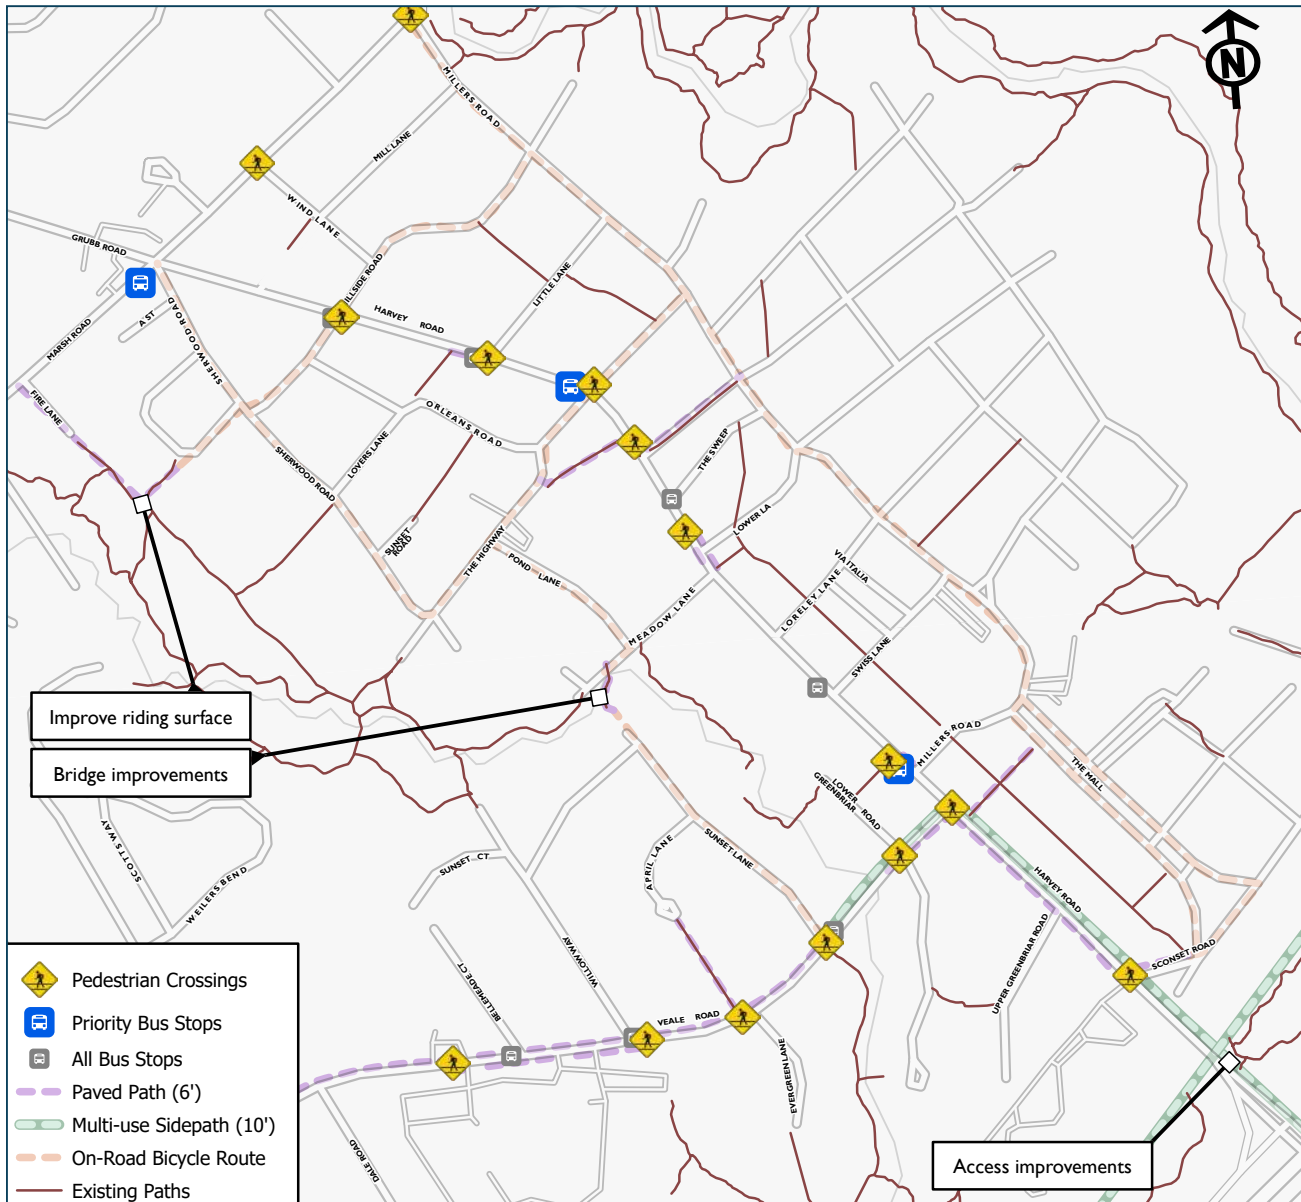 N
MILLERS ROAD
MILL LANE
WIND LANE
GRUBB ROAD
ILLSIDE ROAD
LITTLE LANE
HARVEY ROAD
A ST
MARSH ROAD
SHERWOOD ROAD
FIRE LANE
ORLEANS ROAD
LOVERS LANE
SHERWOOD ROAD
THE SWEEP
SUNSET
ROAD
THE HIGHWAY
POND LANE
LOWER LA
VIA ITALIA
LORELEY LANE
MEADOW LANE
SWISS LANE
Improve riding surface
Bridge improvements
MILLERS ROAD
THE MALL
LOWER ROAD
GREENBRIAR
SCOTTS WAY
WEILERS BEND
SUNSET CT
APRIL LANE
SUNSET LANE
HARVEY ROAD
UPPER GREENBRIAR ROAD
SCONSET ROAD
BELLEMEADE CT
WILLOW WAY
VEALE ROAD
EVERGREEN LANE
DALE ROAD
Access improvements
Pedestrian Crossings
Priority Bus Stops
All Bus Stops
Paved Path (6')
Multi-use Sidepath (10')
On-Road Bicycle Route
Existing Paths